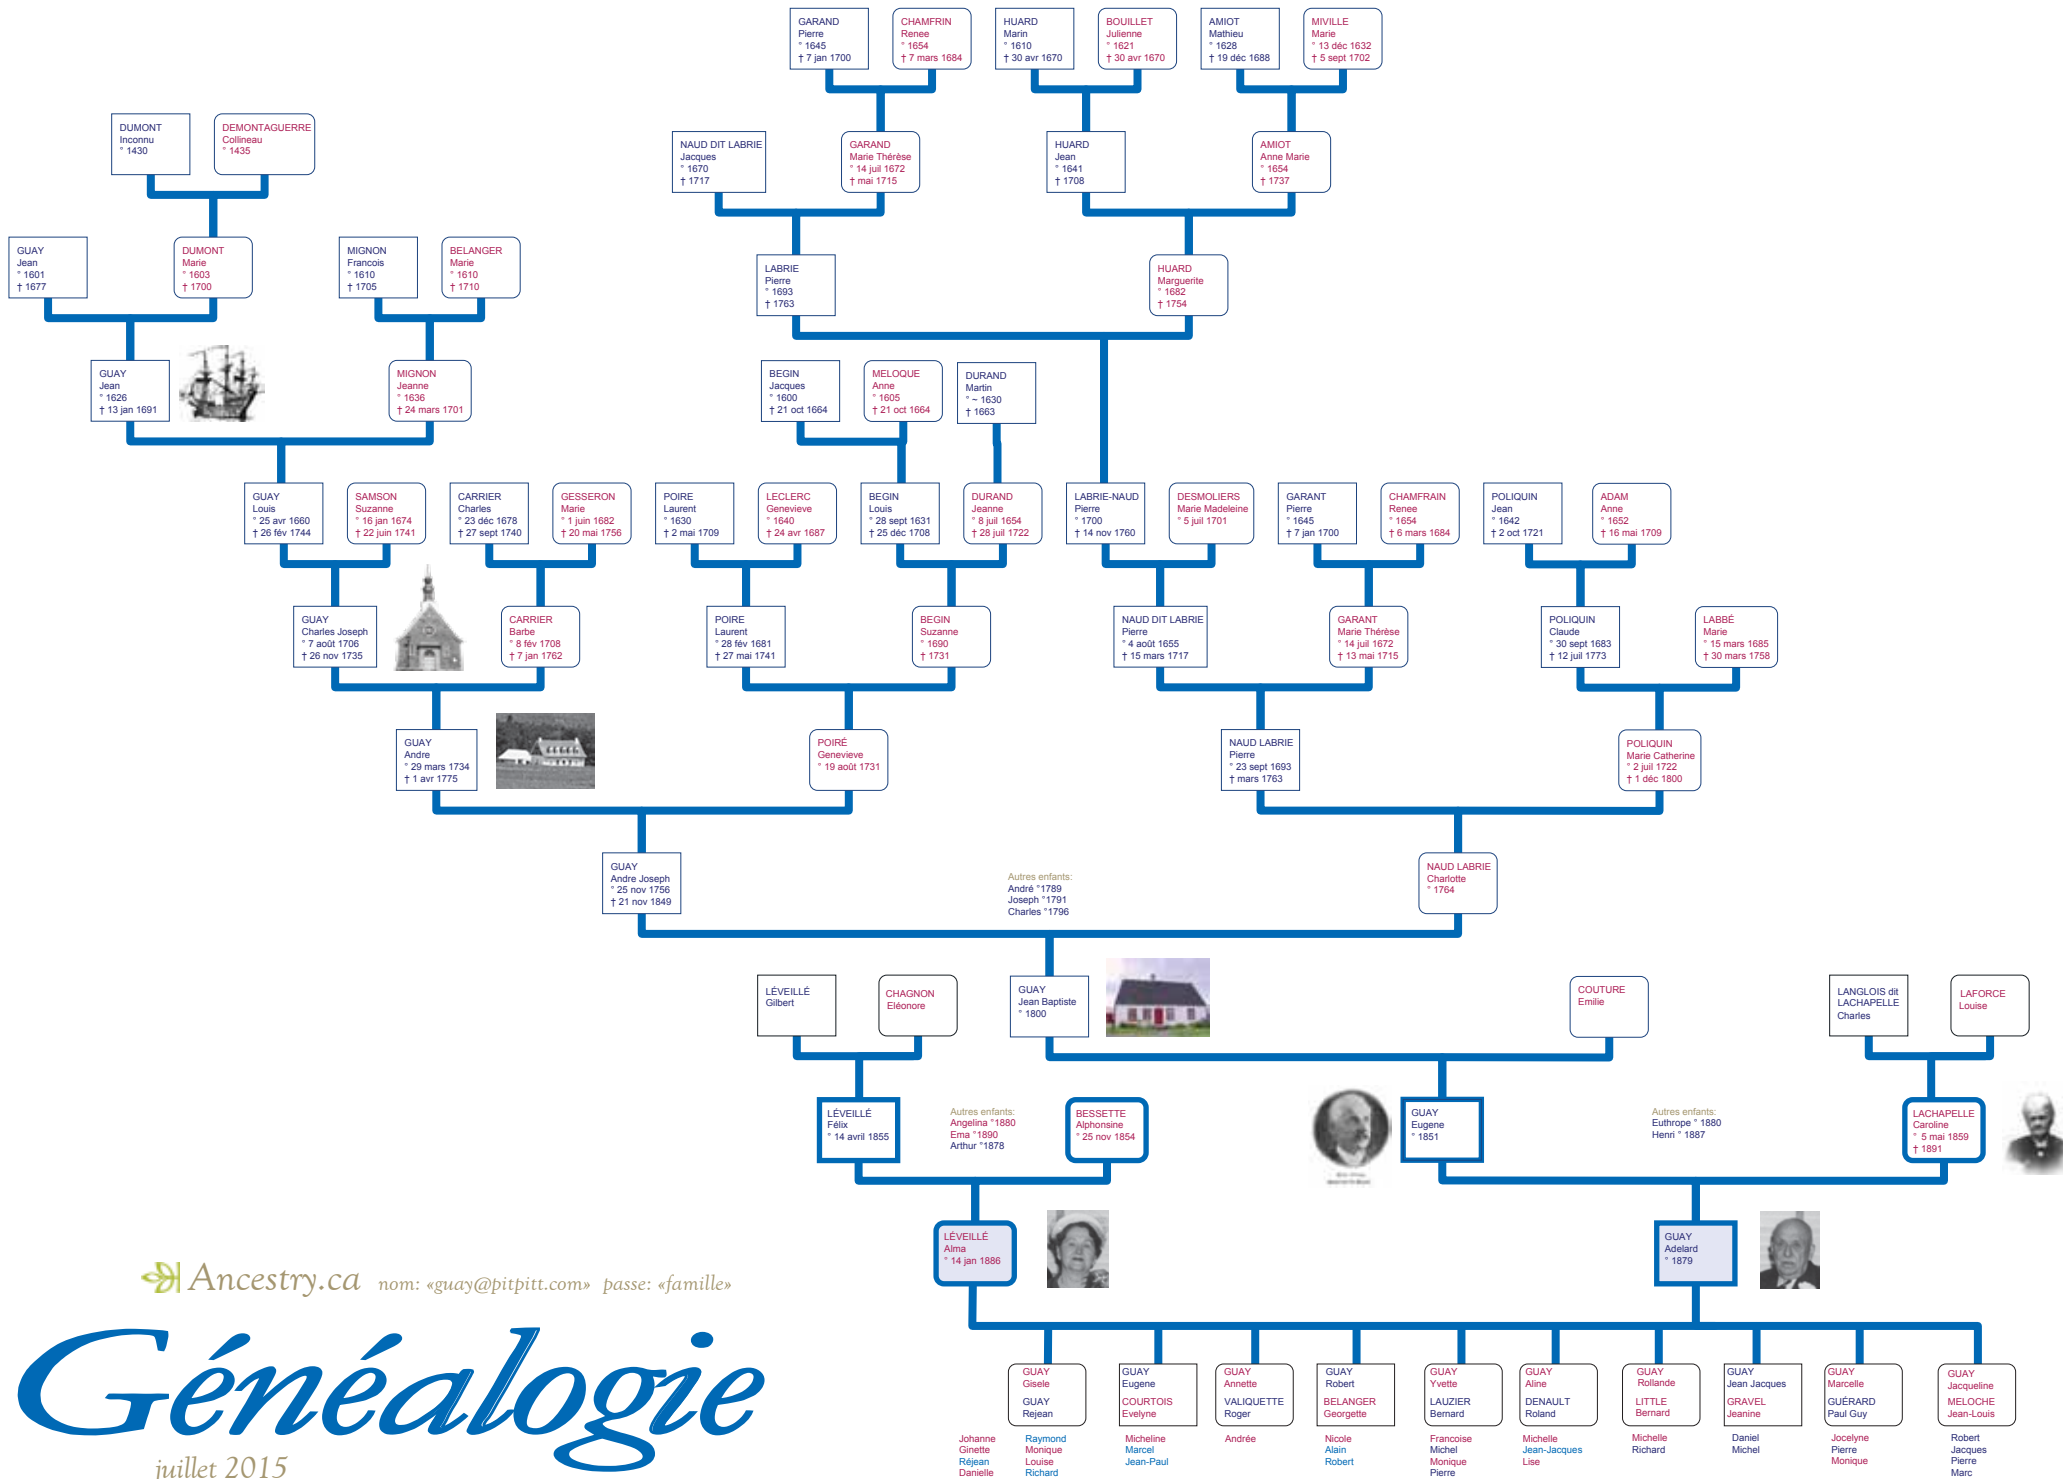 GARAND
Pierre
° 1645
† 7 jan 1700
CHAMFRIN
Renee
° 1654
† 7 mars 1684
HUARD
Marin
° 1610
† 30 avr 1670
BOUILLET
Julienne
° 1621
† 30 avr 1670
AMIOT
Mathieu
° 1628
† 19 déc 1688
MIVILLE
Marie
° 13 déc 1632
† 5 sept 1702
DUMONT
Inconnu
° 1430
DEMONTAGUERRE
Collineau
° 1435
NAUD DIT LABRIE
Jacques
° 1670
† 1717
GARAND
Marie Thérèse
° 14 juil 1672
† mai 1715
HUARD
Jean
° 1641
† 1708
AMIOT
Anne Marie
° 1654
† 1737
GUAY
Jean
° 1601
† 1677
DUMONT
Marie
° 1603
† 1700
MIGNON
Francois
° 1610
† 1705
BELANGER
Marie
° 1610
† 1710
LABRIE
Pierre
° 1693
† 1763
HUARD
Marguerite
° 1682
† 1754
GUAY
Jean
° 1626
† 13 jan 1691
MIGNON
Jeanne
° 1636
† 24 mars 1701
BEGIN
Jacques
° 1600
† 21 oct 1664
MELOQUE
Anne
° 1605
† 21 oct 1664
DURAND
Martin
° ~ 1630
† 1663
GUAY
Louis
° 25 avr 1660
† 26 fév 1744
SAMSON
Suzanne
° 16 jan 1674
† 22 juin 1741
CARRIER
Charles
° 23 déc 1678
† 27 sept 1740
GESSERON
Marie
° 1 juin 1682
† 20 mai 1756
POIRE
Laurent
° 1630
† 2 mai 1709
LECLERC
Genevieve
° 1640
† 24 avr 1687
BEGIN
Louis
° 28 sept 1631
† 25 déc 1708
DURAND
Jeanne
° 8 juil 1654
† 28 juil 1722
LABRIE-NAUD
Pierre
° 1700
† 14 nov 1760
DESMOLIERS
Marie Madeleine
° 5 juil 1701
GARANT
Pierre
° 1645
† 7 jan 1700
CHAMFRAIN
Renee
° 1654
† 6 mars 1684
POLIQUIN
Jean
° 1642
† 2 oct 1721
ADAM
Anne
° 1652
† 16 mai 1709
GUAY
Charles Joseph
° 7 août 1706
† 26 nov 1735
CARRIER
Barbe
° 8 fév 1708
† 7 jan 1762
POIRE
Laurent
° 28 fév 1681
† 27 mai 1741
BEGIN
Suzanne
° 1690
† 1731
NAUD DIT LABRIE
Pierre
° 4 août 1655
† 15 mars 1717
GARANT
Marie Thérèse
° 14 juil 1672
† 13 mai 1715
POLIQUIN
Claude
° 30 sept 1683
† 12 juil 1773
LABBÉ
Marie
° 15 mars 1685
† 30 mars 1758
GUAY
Andre
° 29 mars 1734
† 1 avr 1775
POIRÉ
Genevieve
° 19 août 1731
NAUD LABRIE
Pierre
° 23 sept 1693
† mars 1763
POLIQUIN
Marie Catherine
° 2 juil 1722
† 1 déc 1800
GUAY
Andre Joseph
° 25 nov 1756
† 21 nov 1849
Autres enfants:
André °1789
Joseph °1791
Charles °1796
NAUD LABRIE
Charlotte
° 1764
LÉVEILLÉ
Gilbert
CHAGNON
Eléonore
GUAY
Jean Baptiste
° 1800
COUTURE
Emilie
LANGLOIS dit
LACHAPELLE
Charles
LAFORCE
Louise
LÉVEILLÉ
Félix
° 14 avril 1855
Autres enfants:
Angelina °1880
Ema °1890
Arthur °1878
BESSETTE
Alphonsine
° 25 nov 1854
GUAY
Eugene
° 1851
Autres enfants:
Euthrope ° 1880
Henri ° 1887
LACHAPELLE
Caroline
° 5 mai 1859
† 1891
LÉVEILLÉ
Alma
° 14 jan 1886
GUAY
Adelard
° 1879
Ancestry.ca nom: «guay@pitpitt.com» passe: «famille»
Généalogie
juillet 2015
GUAY
Gisele
GUAY
Rejean
GUAY
Eugene
COURTOIS
Evelyne
GUAY
Annette
VALIQUETTE
Roger
GUAY
Robert
BELANGER
Georgette
GUAY
Yvette
LAUZIER
Bernard
GUAY
Aline
DENAULT
Roland
GUAY
Rollande
LITTLE
Bernard
GUAY
Jean Jacques
GRAVEL
Jeanine
GUAY
Marcelle
GUÉRARD
Paul Guy
GUAY
Jacqueline
MELOCHE
Jean-Louis
Johanne
Ginette
Réjean
Danielle
Raymond
Monique
Louise
Richard
Micheline
Marcel
Jean-Paul
Andrée
Nicole
Alain
Robert
Francoise
Michel
Monique
Pierre
Michelle
Jean-Jacques
Lise
Michelle
Richard
Daniel
Michel
Jocelyne
Pierre
Monique
Robert
Jacques
Pierre
Marc